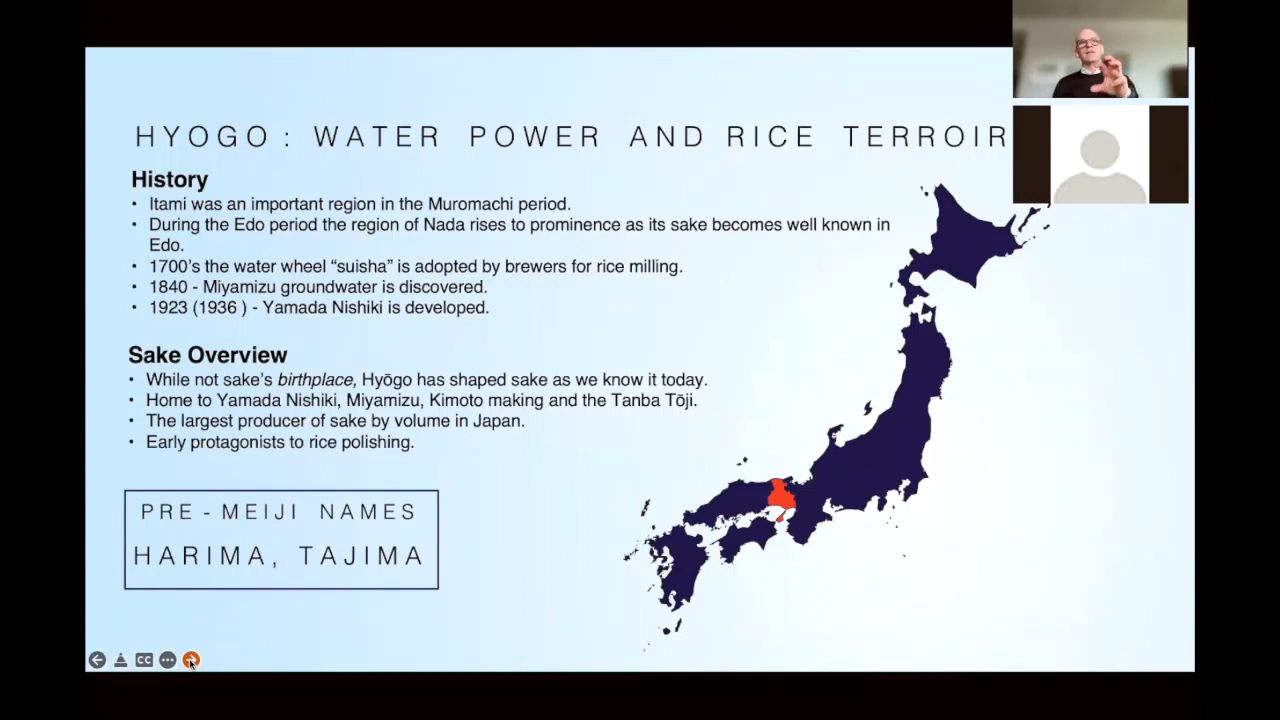 HYOGO: WATER POWER AND RICE TERROIR
History
• Itami was an important region in the Muromachi period.
• During the Edo period the region of Nada rises to prominence as its sake becomes well known in
Edo.
• 1700’s the water wheel “suisha” is adopted by brewers for rice milling.
• 1840 - Miyamizu groundwater is discovered.
• 1923 (1936 ) - Yamada Nishiki is developed.
Sake Overview
• While not sake’s birthplace, Hyōgo has shaped sake as we know it today.
• Home to Yamada Nishiki, Miyamizu, Kimoto making and the Tanba Tōji.
• The largest producer of sake by volume in Japan.
• Early protagonists to rice polishing.
PRE-MEIJI NAMES
HARIMA, TAJIMA
CC